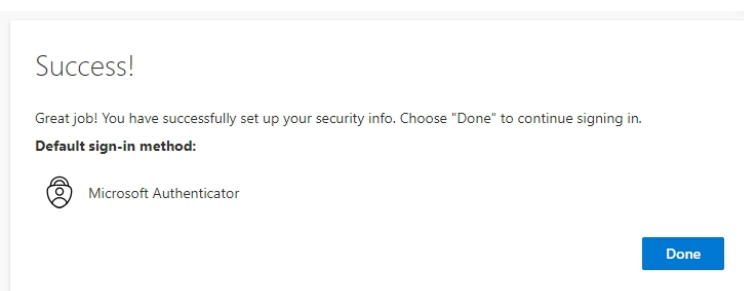 Success!
Great job! You have successfully set up your security info. Choose "Done" to continue signing in.
Default sign-in method:
Microsoft Authenticator
Done